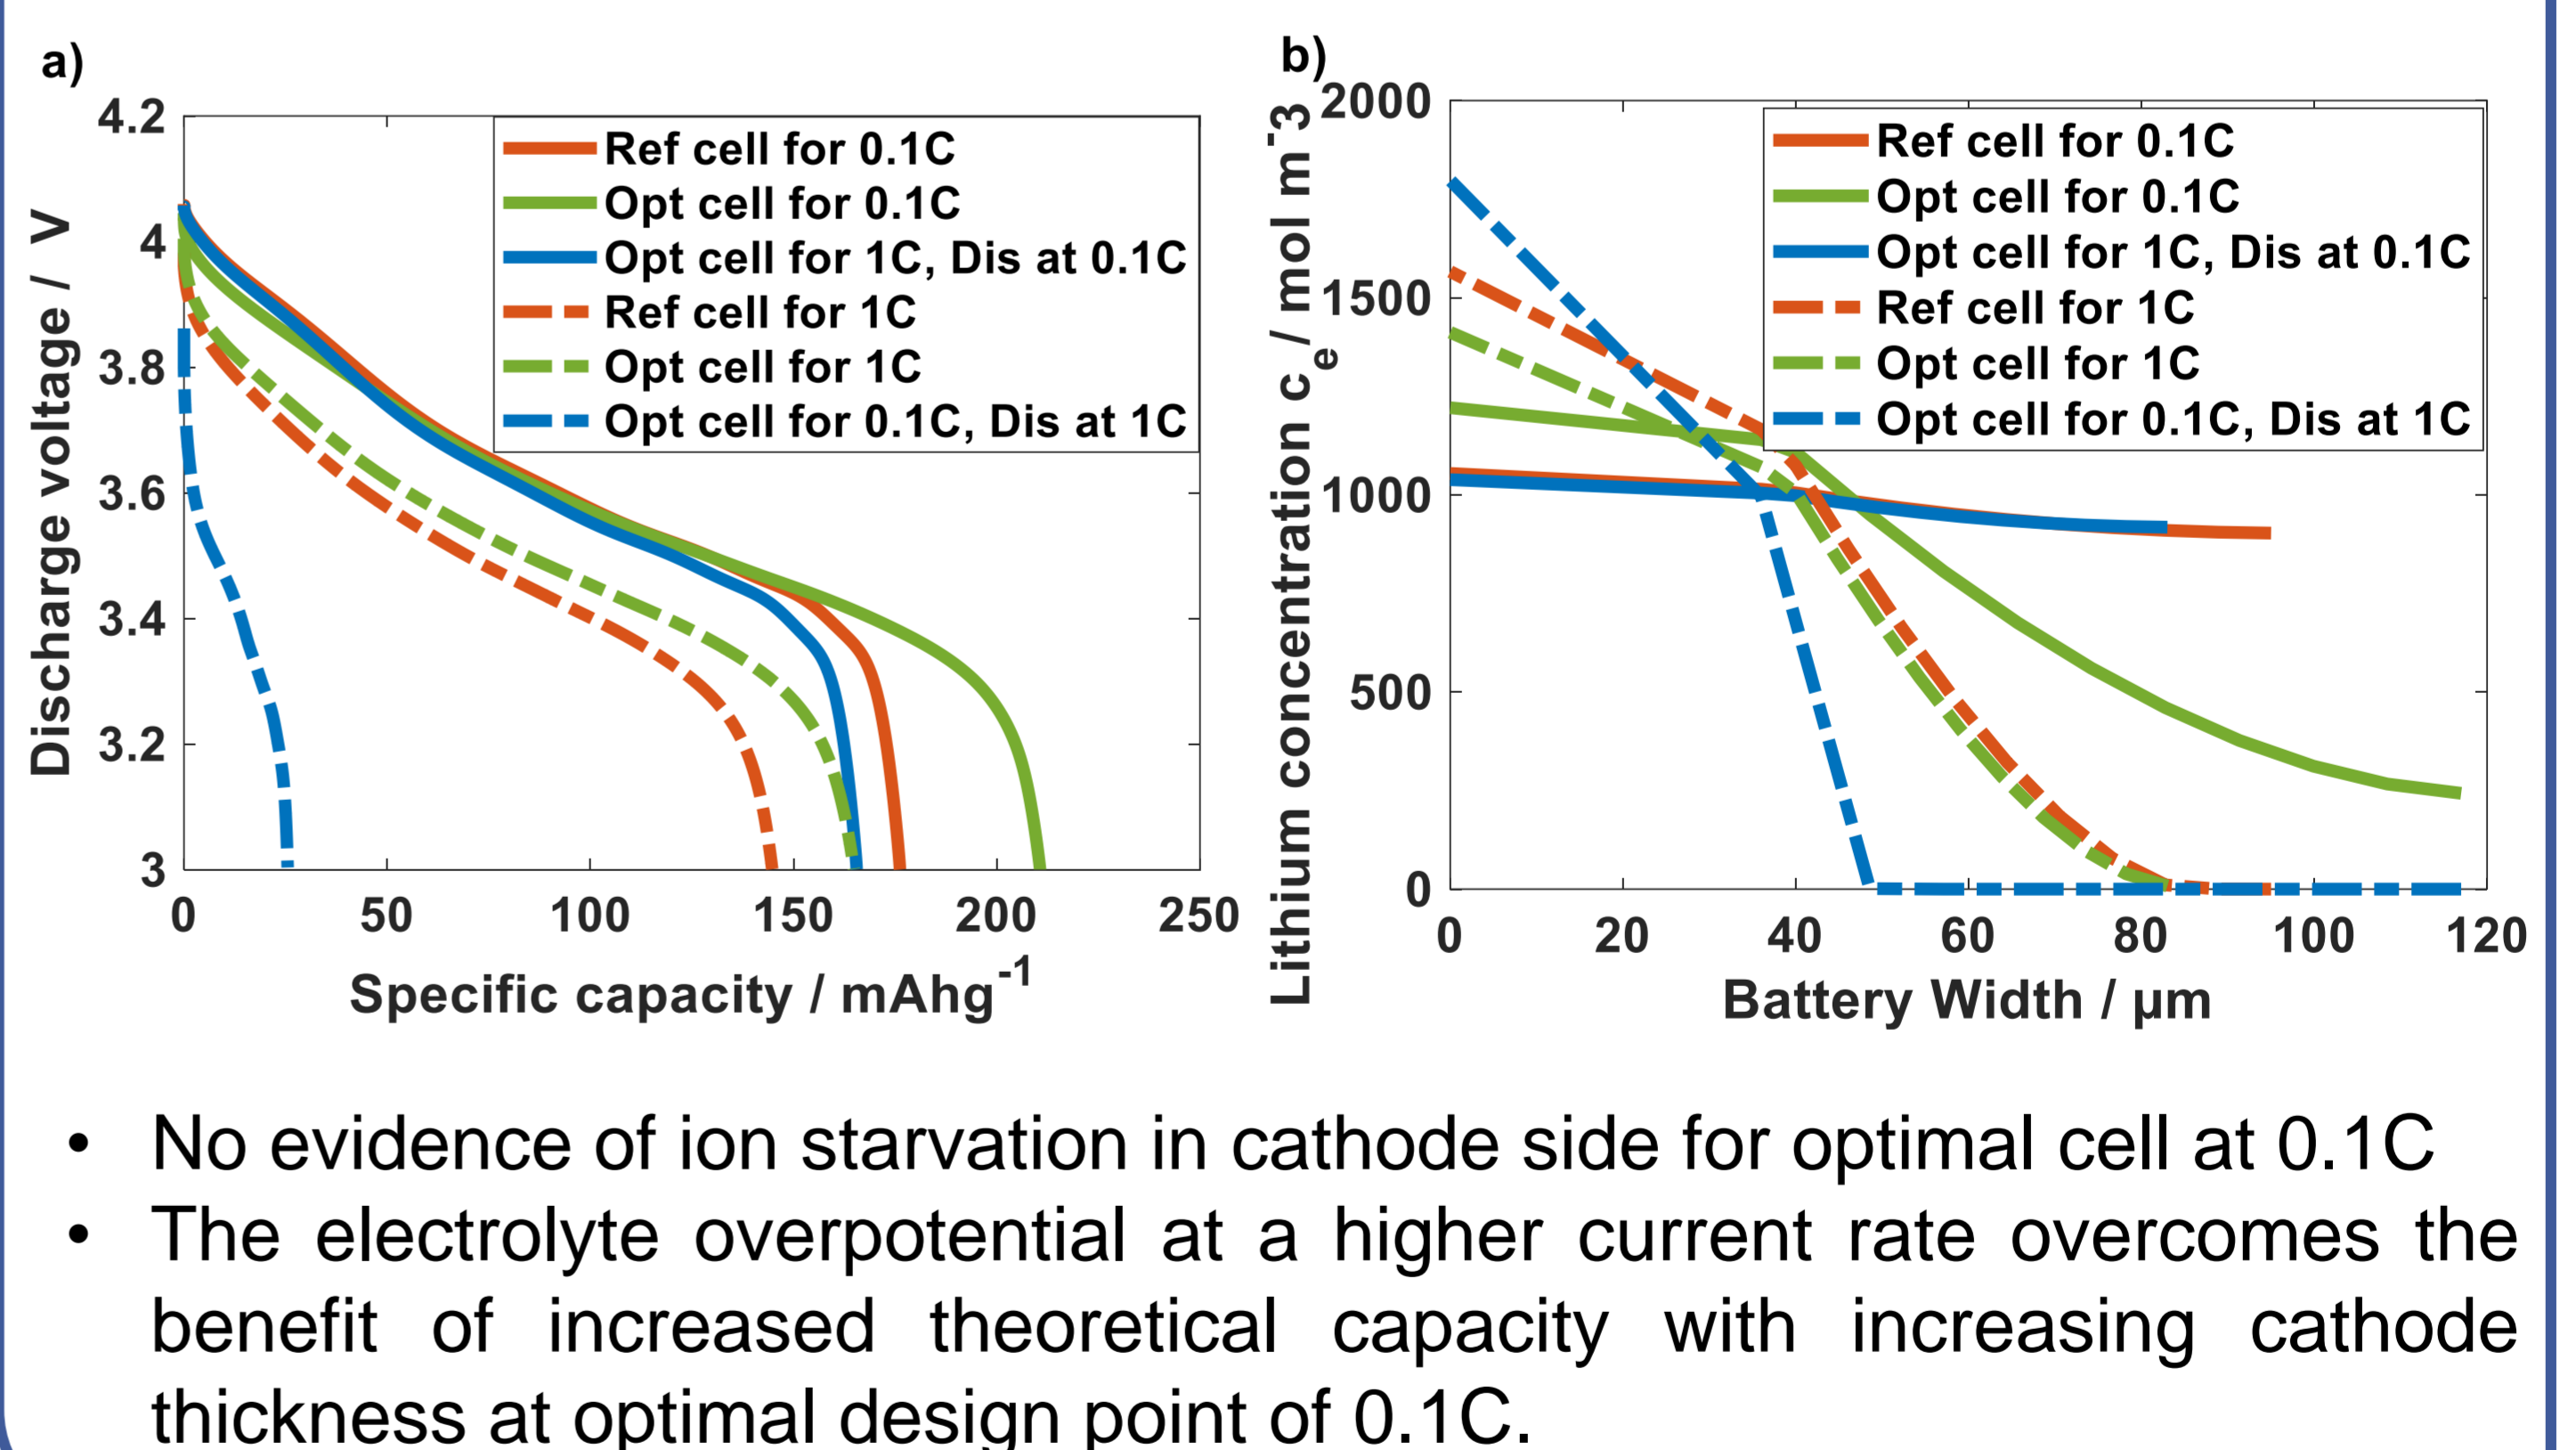 a)
4.2
4
3.8
3.6
3.4
3.2
3
0 50 100 150 200 250
Discharge voltage / V
Specific capacity / mAhg-1
Ref cell for 0.1C
Opt cell for 0.1C
Opt cell for 1C, Dis at 0.1C
Ref cell for 1C
Opt cell for 1C
Opt cell for 0.1C, Dis at 1C
b)
2000
1500
1000
500
0
0 20 40 60 80 100 120
Lithium concentration ce / mol m-3
Battery Width / µm
Ref cell for 0.1C
Opt cell for 0.1C
Opt cell for 1C, Dis at 0.1C
Ref cell for 1C
Opt cell for 1C
Opt cell for 0.1C, Dis at 1C
• No evidence of ion starvation in cathode side for optimal cell at 0.1C
• The electrolyte overpotential at a higher current rate overcomes the
benefit of increased theoretical capacity with increasing cathode
thickness at optimal design point of 0.1C.